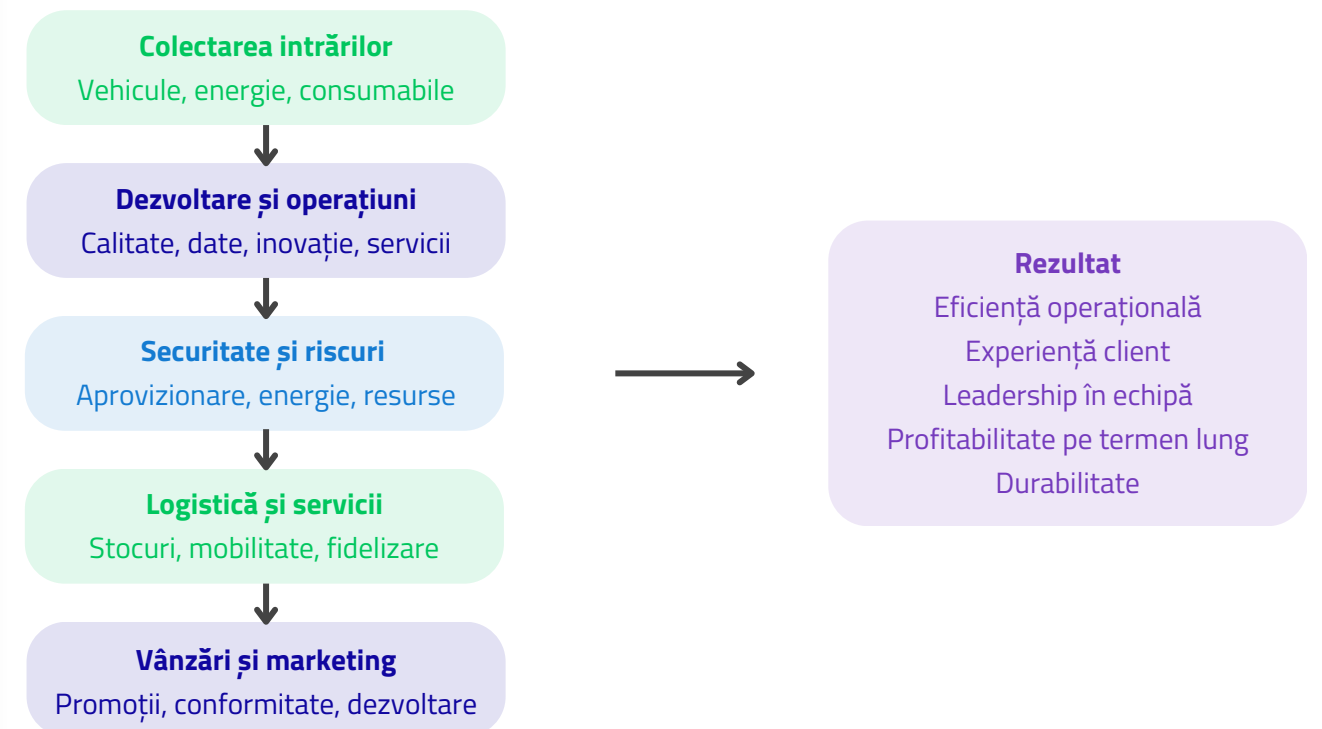 Colectarea intrărilor
Vehicule, energie, consumabile
Dezvoltare și operațiuni
Calitate, date, inovație, servicii
Securitate și riscuri
Aprovizionare, energie, resurse
Logistică și servicii
Stocuri, mobilitate, fidelizare
Vânzări și marketing
Promoții, conformitate, dezvoltare
Rezultat
Eficiență operațională
Experiență client
Leadership în echipă
Profitabilitate pe termen lung
Durabilitate